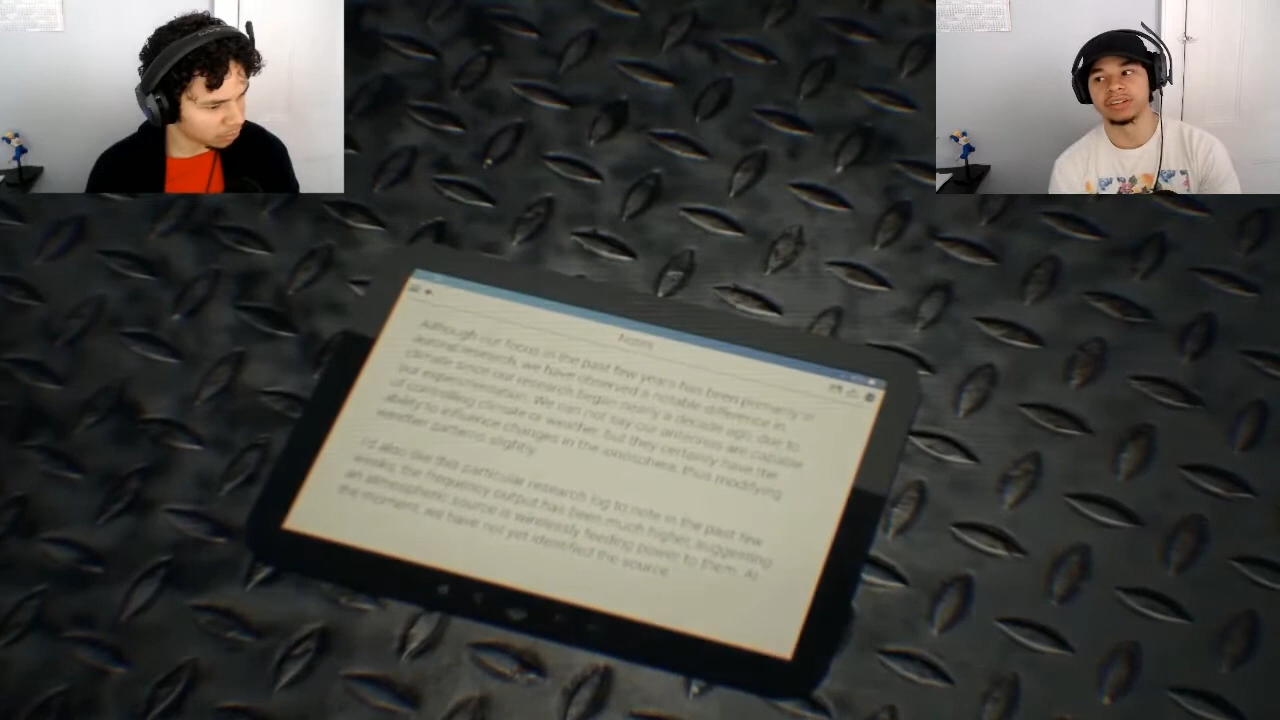 Notes
Although our focus in the past few years has been primarily in
auroral research, we have observed a notable difference in
climate since our research began nearly a decade ago, due to
our experimentation. We can not say our antennas are capable
of controlling climate or weather, but they certainly have the
ability to influence changes in the ionosphere, thus modifying
weather patterns slightly.
I'd also like this particular research log to note in the past few
weeks, the frequency output has been much higher, suggesting
an atmospheric source is wirelessly feeding power to them. At
the moment, we have not yet identified the source.